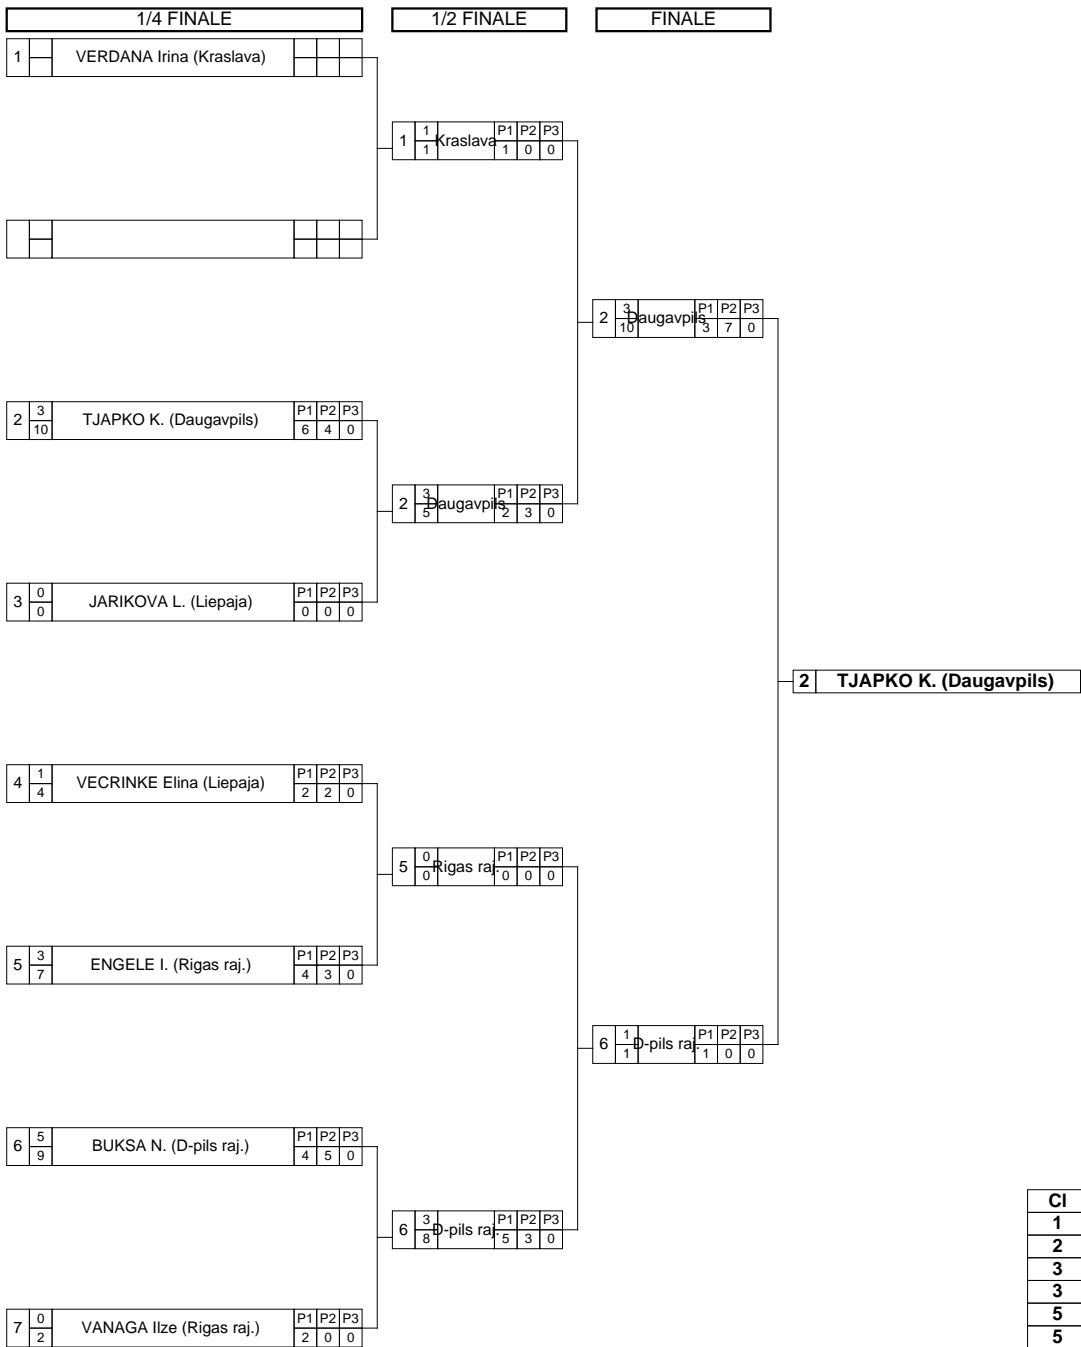 1/4 FINALE 1/2 FINALE FINALE
1 VERDANA Irina (Kraslava)
1 1 Kraslava P1 P2 P3
1 1 0 0
2 3 Daugavpils P1 P2 P3
10 3 7 0
2 3 TJAPKO K. (Daugavpils) P1 P2 P3
10 6 4 0
2 3 Daugavpils P1 P2 P3
5 2 3 0
3 0 JARIKOVA L. (Liepaja) P1 P2 P3
0 0 0 0
2 TJAPKO K. (Daugavpils)
4 1 VECRINKE Elina (Liepaja) P1 P2 P3
4 2 2 0
5 0 Rigas raj. P1 P2 P3
0 0 0 0
5 3 ENGELE I. (Rigas raj.) P1 P2 P3
7 4 3 0
6 1 D-pils raj. P1 P2 P3
1 1 0 0
6 5 BUKSA N. (D-pils raj.) P1 P2 P3
9 4 5 0
6 3 D-pils raj. P1 P2 P3
8 5 3 0
7 0 VANAGA Ilze (Rigas raj.) P1 P2 P3
2 2 0 0
Cl
1
2
3
3
5
5